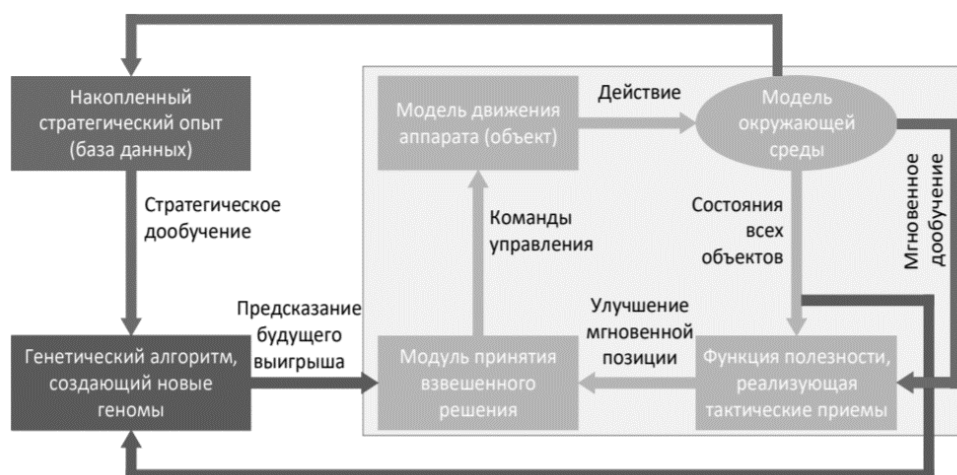 Накопленный
стратегический опыт
(база данных)
Модель движения
аппарата (объект)
Действие
Модель
окружающей
среды
Стратегическое
дообучение
Команды
управления
Состояния
всех
объектов
Мгновенное
дообучение
Предсказание
будущего
выигрыша
Улучшение
мгновенной
позиции
Генетический алгоритм,
создающий новые
геномы
Модуль принятия
взвешенного
решения
Функция полезности,
реализующая
тактические приемы